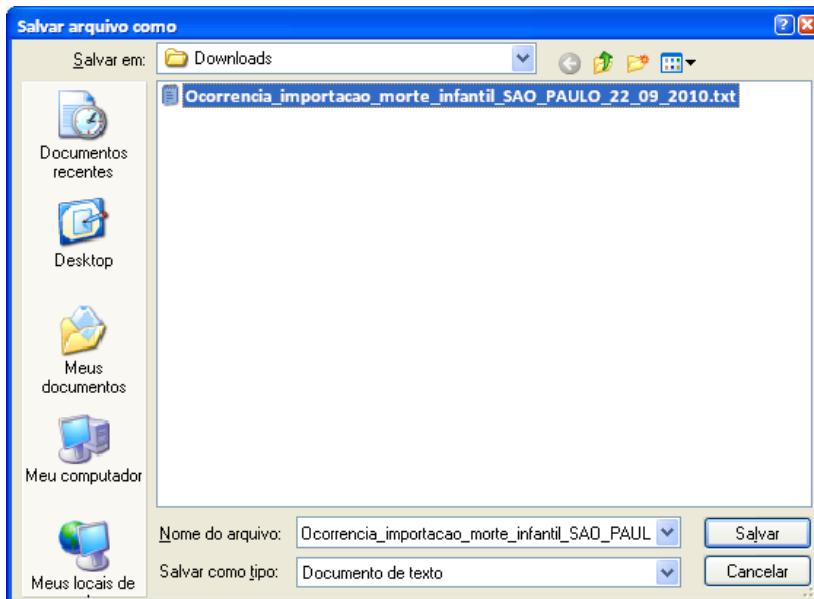 Salvar arquivo como
Salvar em: Downloads
Ocorrencia_importacao_morte_infantil_SAO_PAULO_22_09_2010.txt
Documentos
recentes
Desktop
Meus
documentos
Meu computador
Meus locais de
Nome do arquivo: Ocorrencia_importacao_morte_infantil_SAO_PAUL Salvar
Salvar como tipo: Documento de texto Cancelar